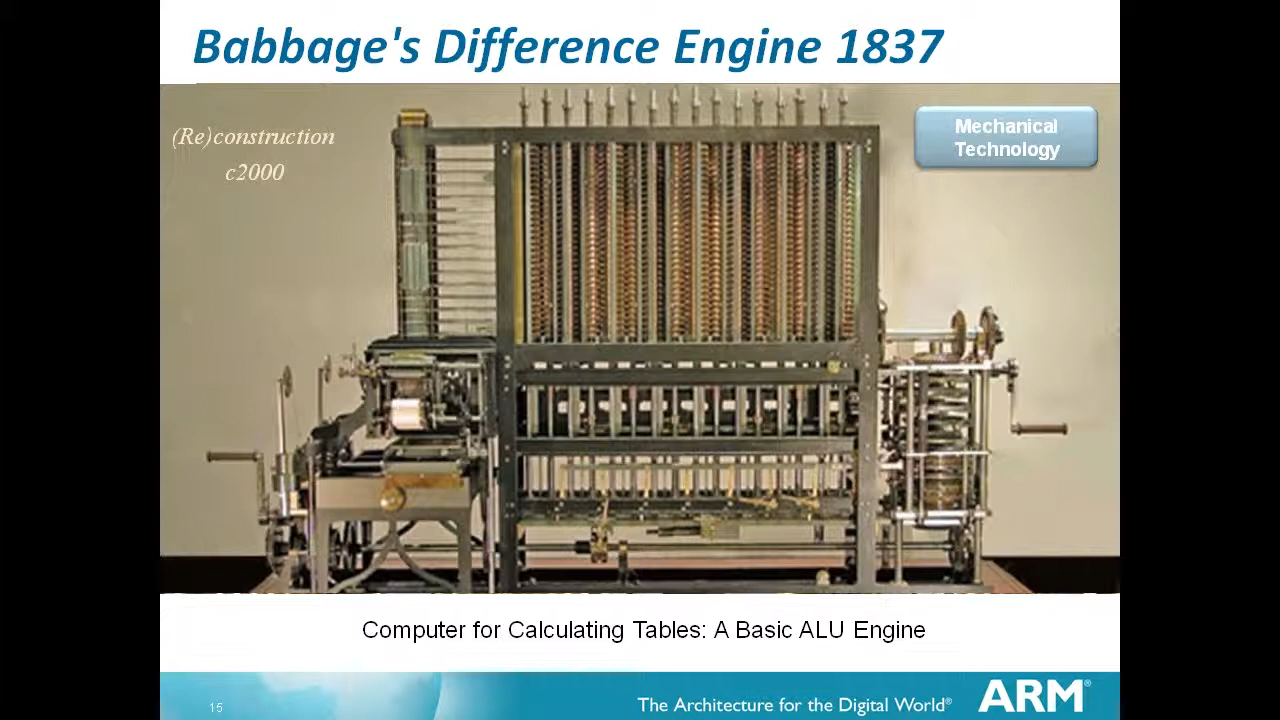 Babbage's Difference Engine 1837
(Re)construction
c2000
Mechanical
Technology
Computer for Calculating Tables: A Basic ALU Engine
15
The Architecture for the Digital World®
ARM®